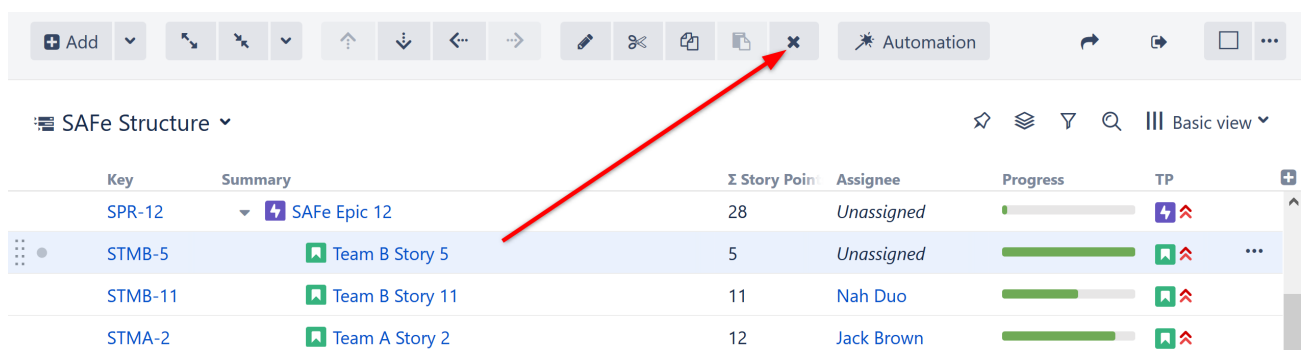 Add
Automation
SAFe Structure
Basic view
Key Summary Σ Story Point Assignee Progress TP
SPR-12 SAFe Epic 12 28 Unassigned
STMB-5 Team B Story 5 5 Unassigned
STMB-11 Team B Story 11 11 Nah Duo
STMA-2 Team A Story 2 12 Jack Brown